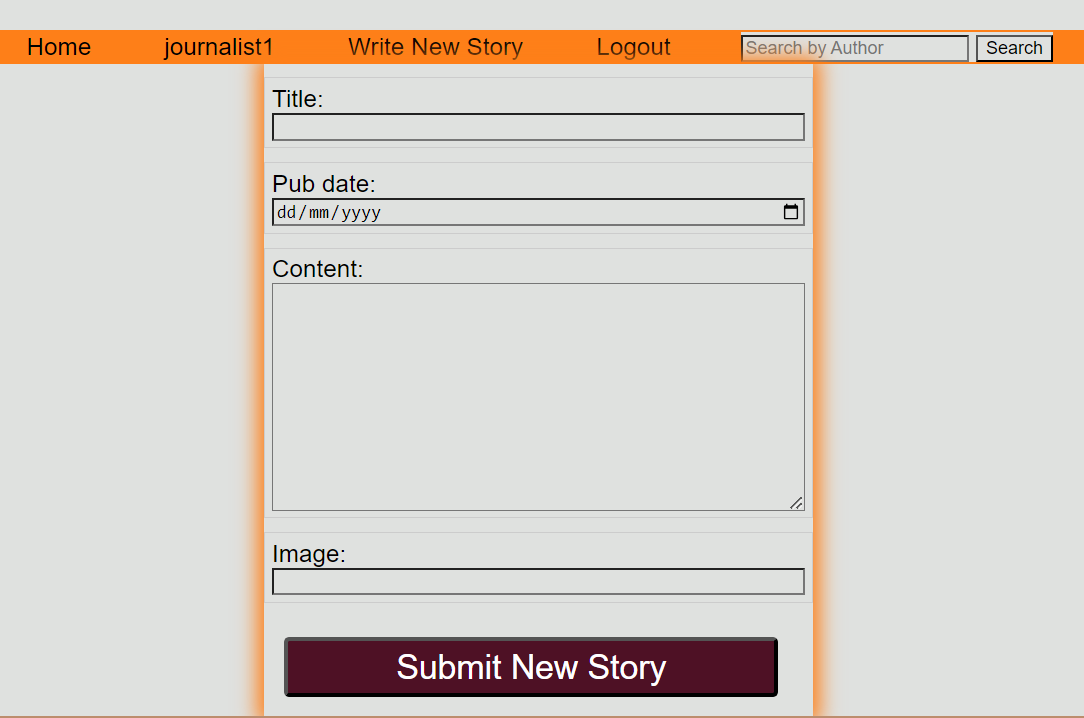 Home journalist1 Write New Story Logout Search by Author Search
Title:
Pub date:
dd/mm/yyyy
Content:
Image:
Submit New Story